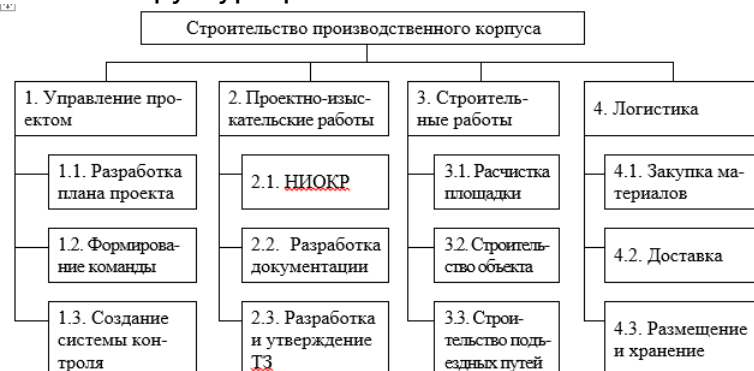 Строительство производственного корпуса
1. Управление про-
ектом
1.1. Разработка
плана проекта
1.2. Формирова-
ние команды
1.3. Создание
системы кон-
троля
2. Проектно-изыс-
кательские работы
2.1. НИОКР
2.2. Разработка
документации
2.3. Разработка
и утверждение
ТЗ
3. Строитель-
ные работы
3.1. Расчистка
площадки
3.2. Строитель-
ство объекта
3.3. Строи-
тельство подъ-
ездных путей
4. Логистика
4.1. Закупка ма-
териалов
4.2. Доставка
4.3. Размещение
и хранение